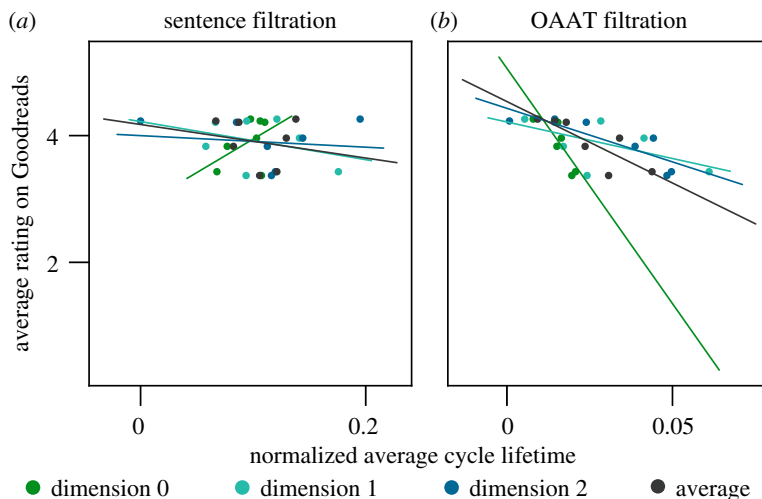 (a) sentence filtration
(b) OAAT filtration
average rating on Goodreads
4
2
0 0.2
0 0.05
normalized average cycle lifetime
dimension 0 dimension 1 dimension 2 average